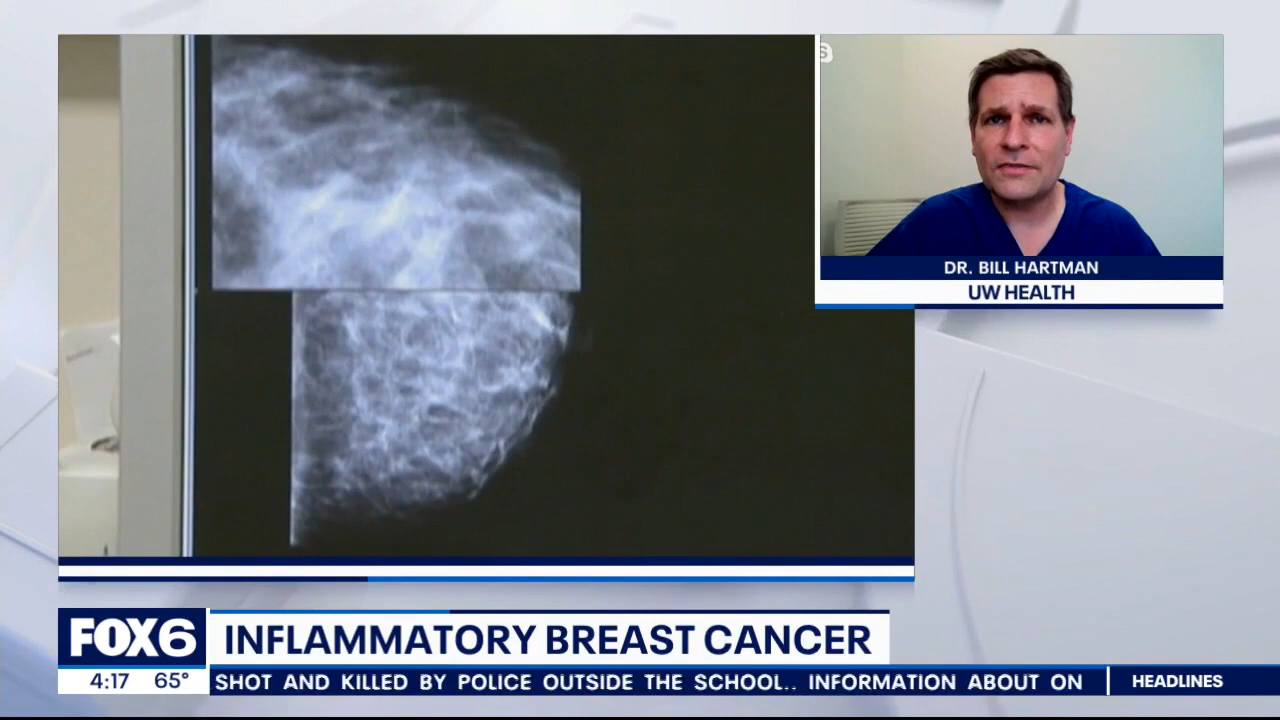 DR. BILL HARTMAN
UW HEALTH
FOX6 INFLAMMATORY BREAST CANCER
4:17 65° SHOT AND KILLED BY POLICE OUTSIDE THE SCHOOL.. INFORMATION ABOUT ON HEADLINES